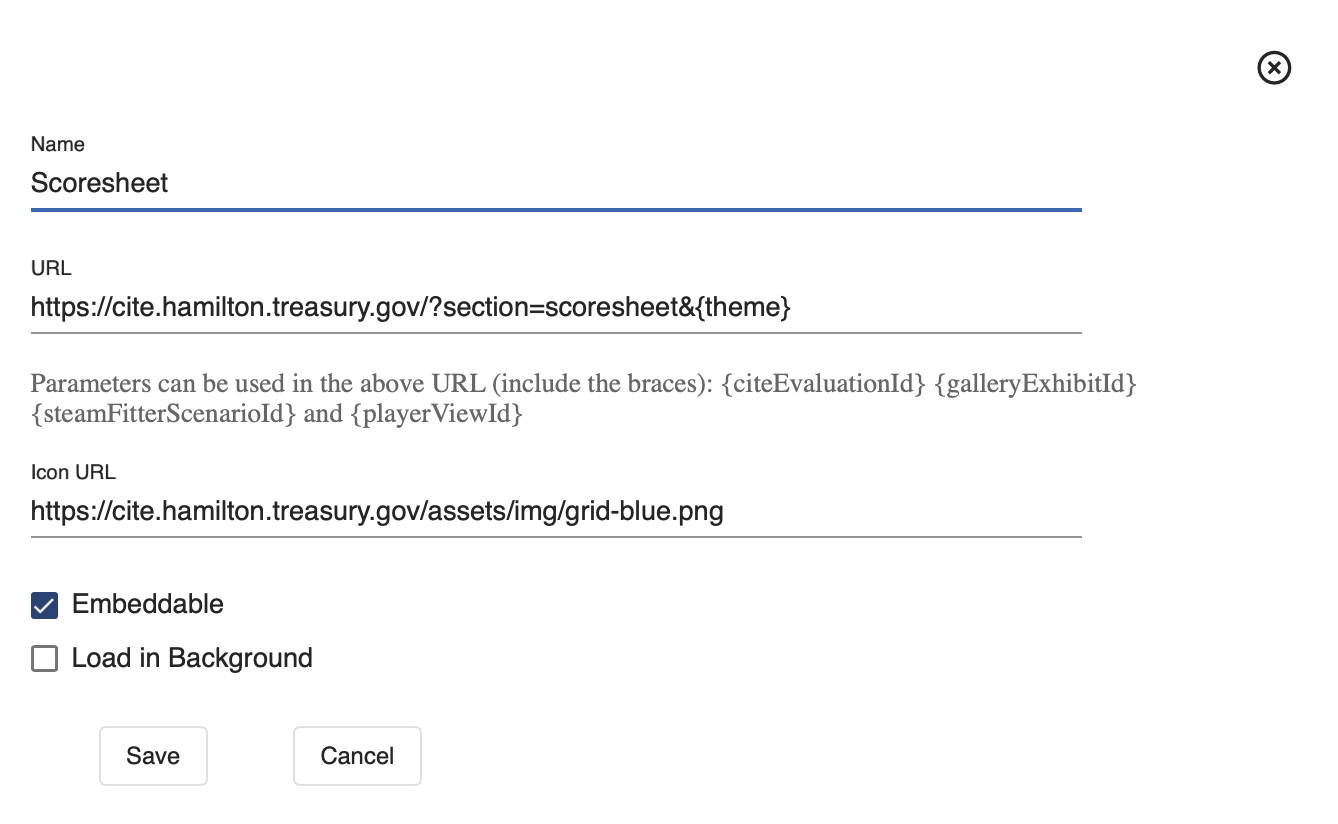 Name
Scoresheet
URL
https://cite.hamilton.treasury.gov/?section=scoresheet&{theme}
Parameters can be used in the above URL (include the braces): {citeEvaluationId} {galleryExhibitId}
{steamFitterScenarioId} and {playerViewId}
Icon URL
https://cite.hamilton.treasury.gov/assets/img/grid-blue.png
Embeddable
Load in Background
Save Cancel